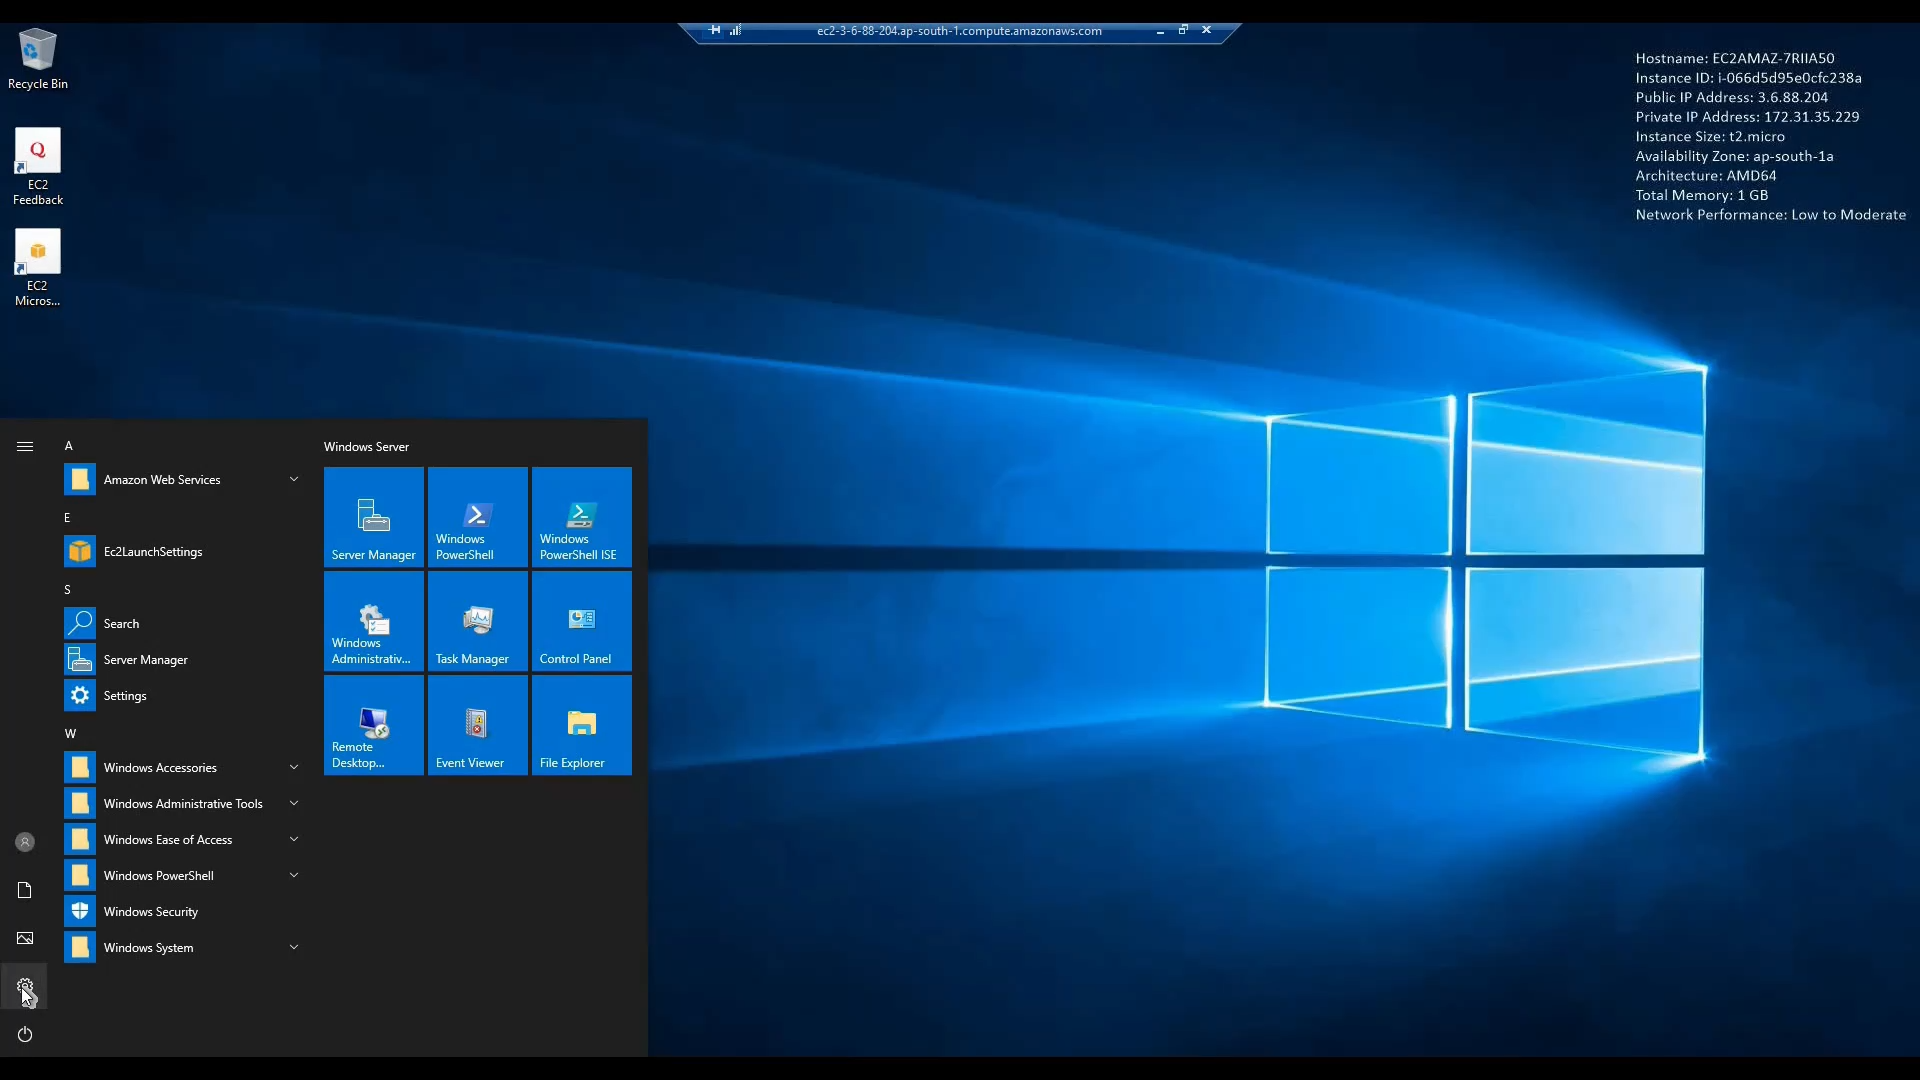 ec2-3-6-88-204.ap-south-1.compute.amazonaws.com
Recycle Bin
EC2
Feedback
EC2
Micros...
Hostname: EC2AMAZ-7RIIA50
Instance ID: i-066d5d95e0cfc238a
Public IP Address: 3.6.88.204
Private IP Address: 172.31.35.229
Instance Size: t2.micro
Availability Zone: ap-south-1a
Architecture: AMD64
Total Memory: 1 GB
Network Performance: Low to Moderate
A
Amazon Web Services
E
Ec2LaunchSettings
S
Search
Server Manager
Settings
W
Windows Accessories
Windows Administrative Tools
Windows Ease of Access
Windows PowerShell
Windows Security
Windows System
Windows Server
Server Manager
Windows
PowerShell
Windows
PowerShell ISE
Windows
Administrativ...
Task Manager
Control Panel
Remote
Desktop...
Event Viewer
File Explorer